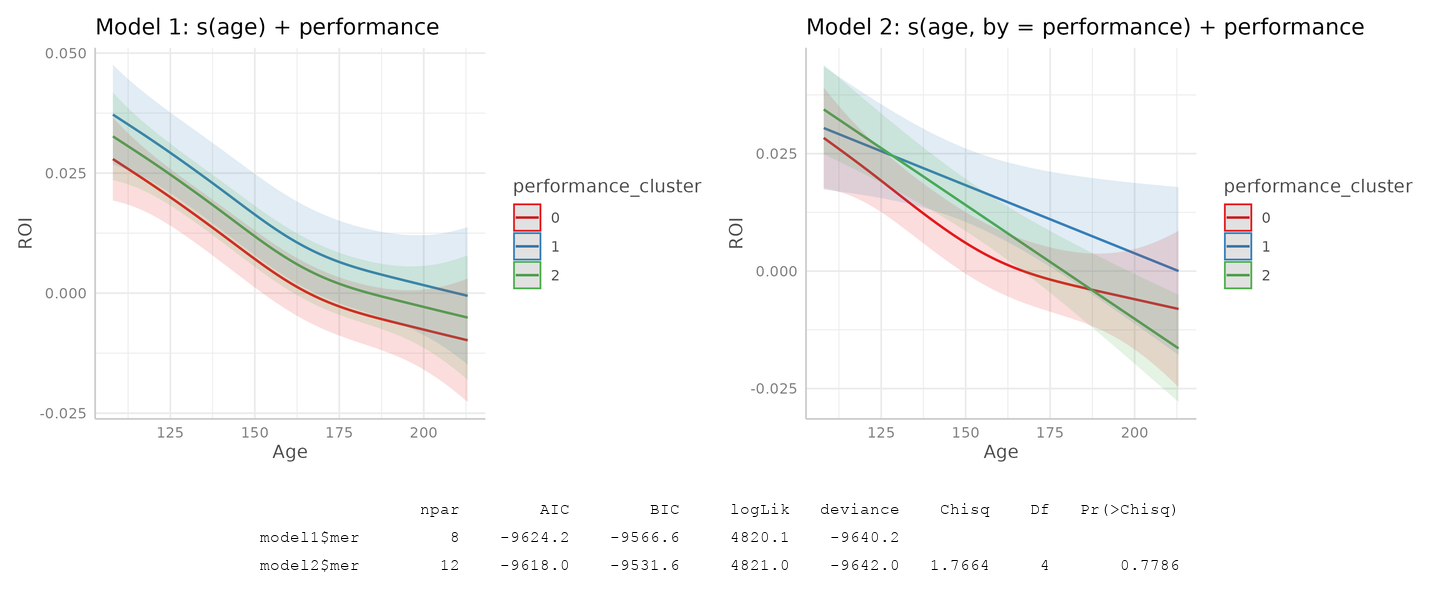 Model 1: s(age) + performance
0.050
0.025
0.000
-0.025
ROI
125 150 175 200
Age
performance_cluster
0
1
2
Model 2: s(age, by = performance) + performance
0.025
0.000
-0.025
ROI
125 150 175 200
Age
performance_cluster
0
1
2
npar AIC BIC logLik deviance Chisq Df Pr(>Chisq)
model1$mer 8 -9624.2 -9566.6 4820.1 -9640.2
model2$mer 12 -9618.0 -9531.6 4821.0 -9642.0 1.7664 4 0.7786